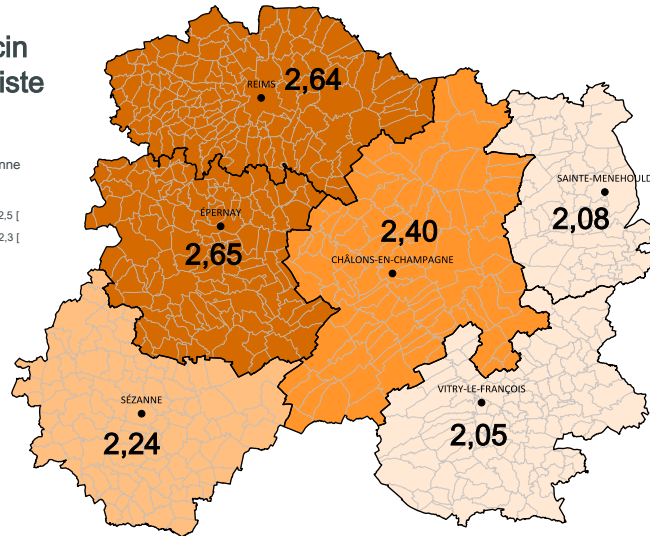 cin
iste
nne
2,5 [
2,3 [
REIMS
2,64
ÉPERNAY
2,65
2,40
CHÂLONS-EN-CHAMPAGNE
SAINTE-MENEHOULD
2,08
SÉZANNE
2,24
VITRY-LE-FRANÇOIS
2,05